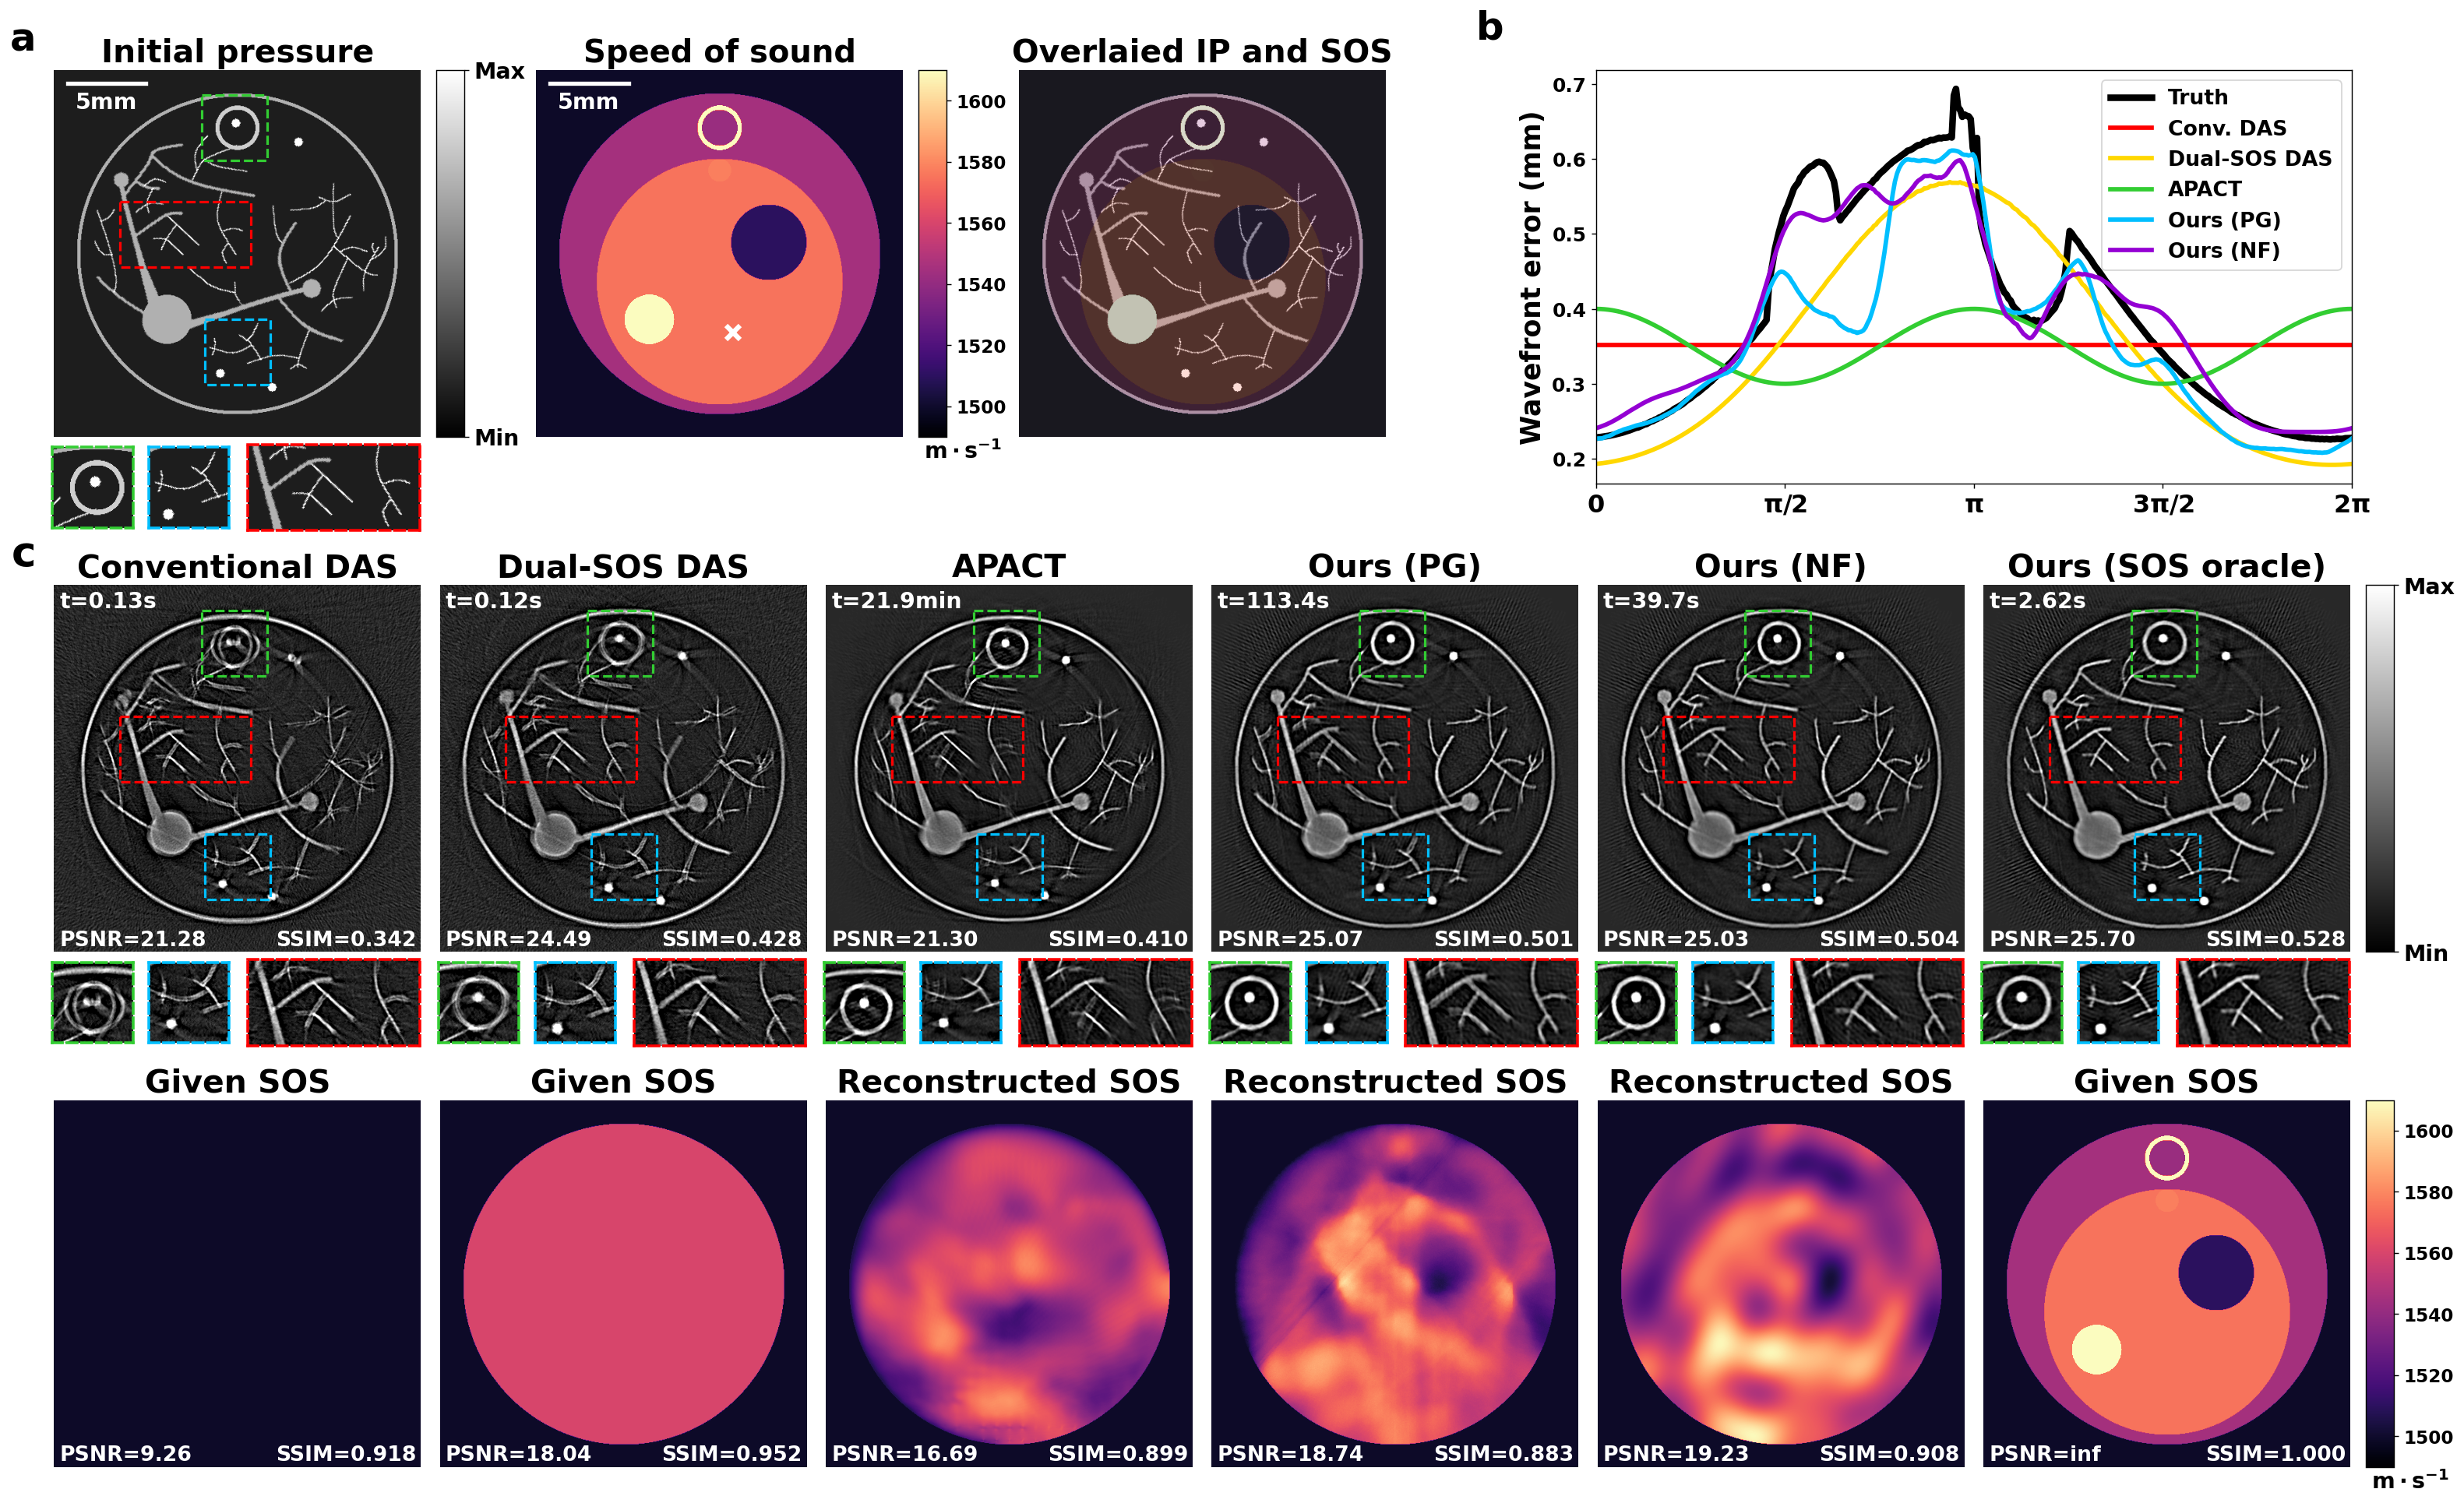 a
Initial pressure
Speed of sound
Overlaied IP and SOS
5mm
Max
Min
5mm
1600
1580
1560
1540
1520
1500
m · s⁻¹
b
Wavefront error (mm)
0.7
0.6
0.5
0.4
0.3
0.2
0
π/2
π
3π/2
2π
Truth
Conv. DAS
Dual-SOS DAS
APACT
Ours (PG)
Ours (NF)
c
Conventional DAS
Dual-SOS DAS
APACT
Ours (PG)
Ours (NF)
Ours (SOS oracle)
t=0.13s
t=0.12s
t=21.9min
t=113.4s
t=39.7s
t=2.62s
Max
Min
PSNR=21.28 SSIM=0.342
PSNR=24.49 SSIM=0.428
PSNR=21.30 SSIM=0.410
PSNR=25.07 SSIM=0.501
PSNR=25.03 SSIM=0.504
PSNR=25.70 SSIM=0.528
Given SOS
Given SOS
Reconstructed SOS
Reconstructed SOS
Reconstructed SOS
Given SOS
PSNR=9.26 SSIM=0.918
PSNR=18.04 SSIM=0.952
PSNR=16.69 SSIM=0.899
PSNR=18.74 SSIM=0.883
PSNR=19.23 SSIM=0.908
PSNR=inf SSIM=1.000
1600
1580
1560
1540
1520
1500
m · s⁻¹